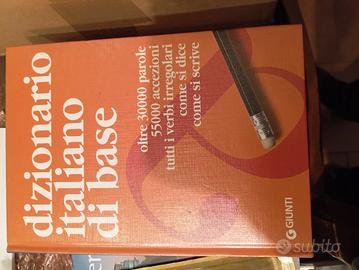 dizionario
italiano
di base
oltre 30000 parole
55000 accezioni
tutti i verbi irregolari
come si dice
come si scrive
GIUNTI
subito